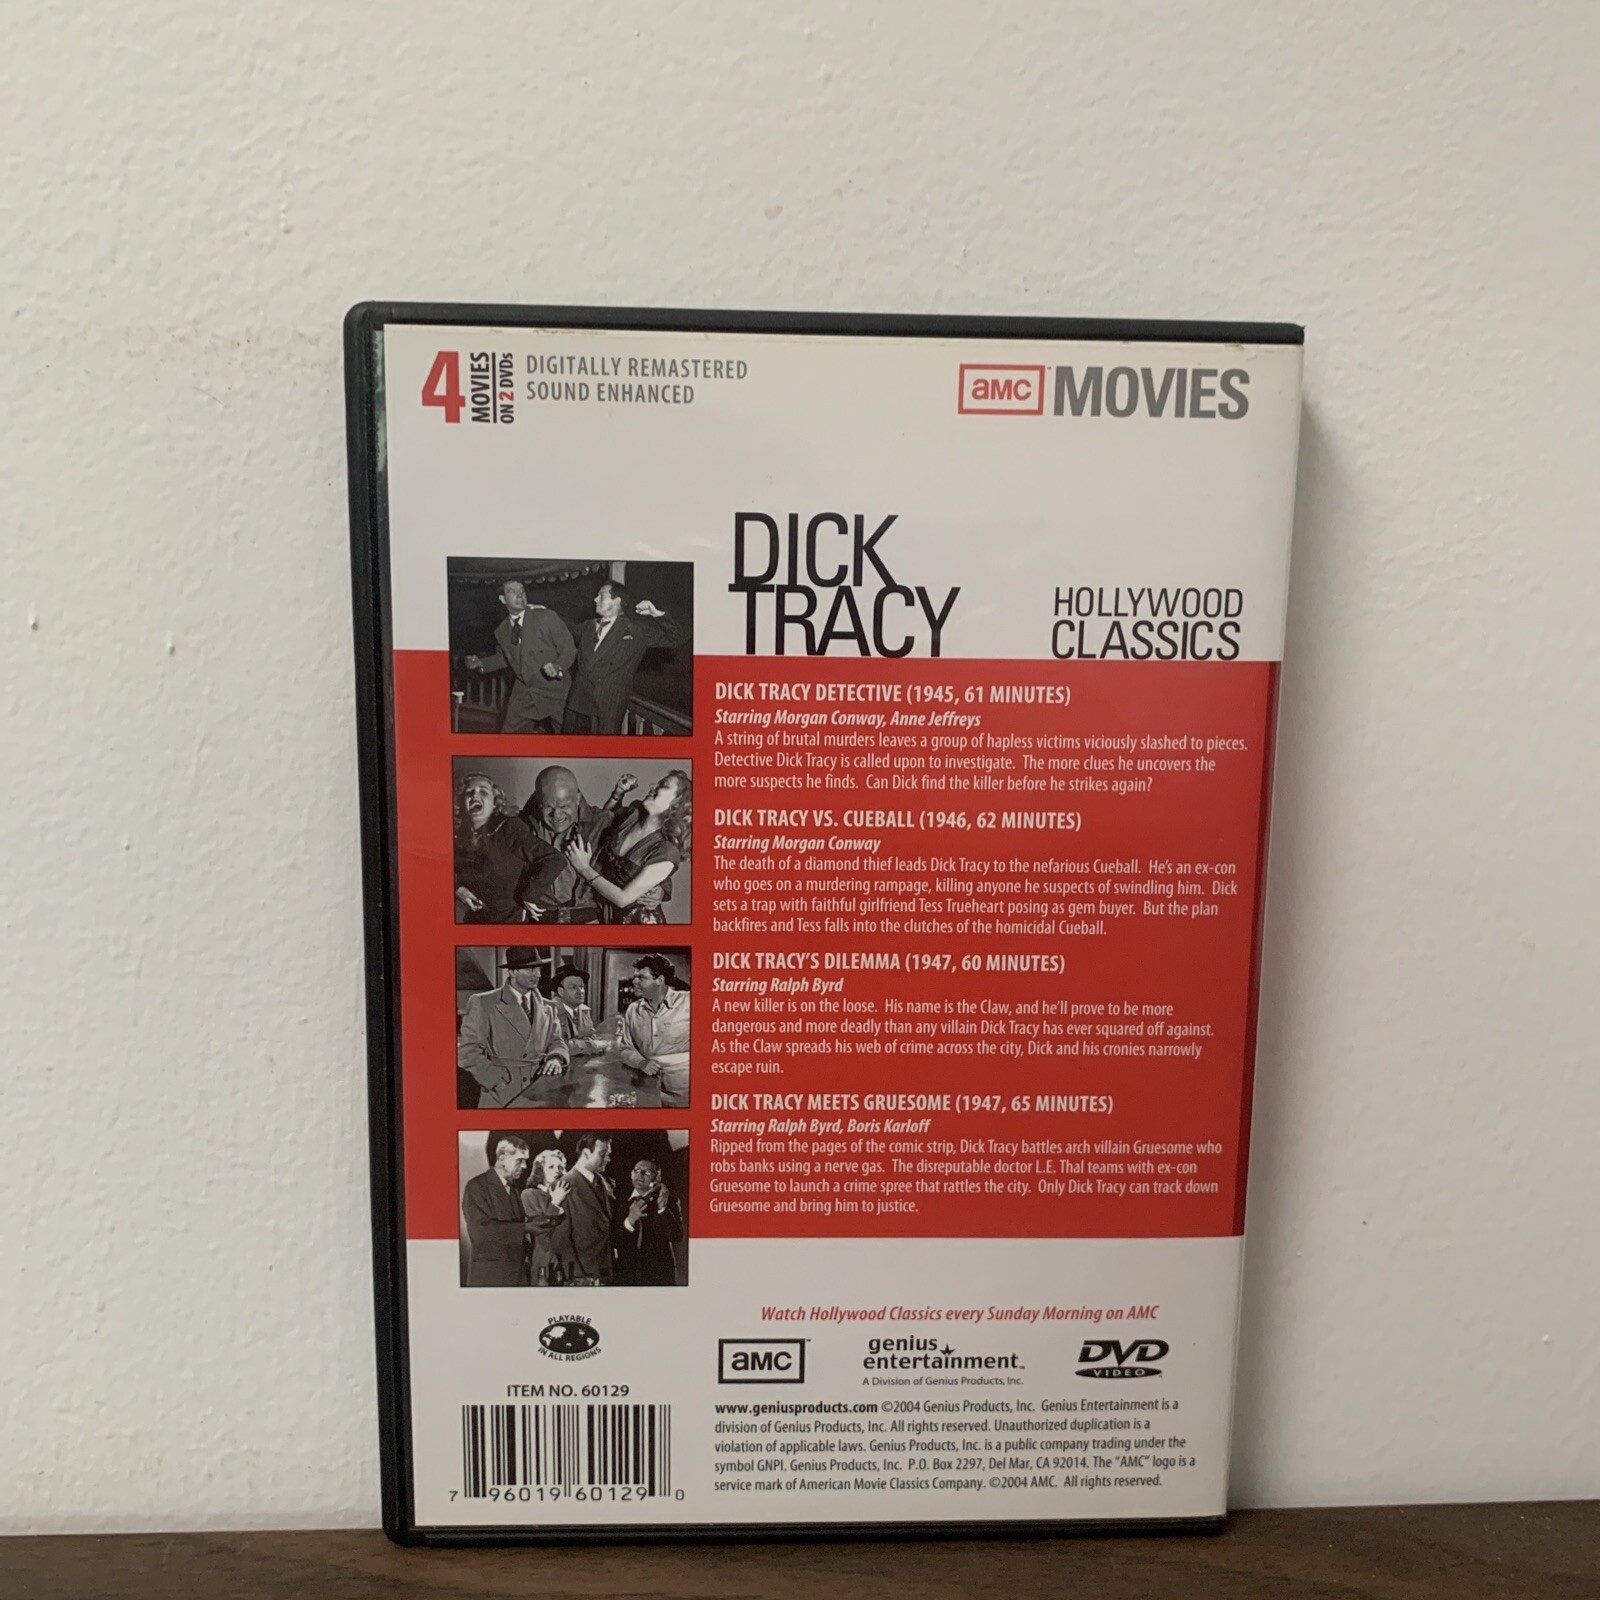 4 MOVIES ON 2 DVDs
DIGITALLY REMASTERED
SOUND ENHANCED
amc MOVIES
DICK
TRACY
HOLLYWOOD
CLASSICS
DICK TRACY DETECTIVE (1945, 61 MINUTES)
Starring Morgan Conway, Anne Jeffreys
A string of brutal murders leaves a group of hapless victims viciously slashed to pieces.
Detective Dick Tracy is called upon to investigate. The more clues he uncovers the
more suspects he finds. Can Dick find the killer before he strikes again?
DICK TRACY VS. CUEBALL (1946, 62 MINUTES)
Starring Morgan Conway
The death of a diamond thief leads Dick Tracy to the nefarious Cueball. He's an ex-con
who goes on a murdering rampage, killing anyone he suspects of swindling him. Dick
sets a trap with faithful girlfriend Tess Trueheart posing as gem buyer. But the plan
backfires and Tess falls into the clutches of the homicidal Cueball.
DICK TRACY'S DILEMMA (1947, 60 MINUTES)
Starring Ralph Byrd
A new killer is on the loose. His name is the Claw, and he'll prove to be more
dangerous and more deadly than any villain Dick Tracy has ever squared off against.
As the Claw spreads his web of crime across the city, Dick and his cronies narrowly
escape ruin.
DICK TRACY MEETS GRUESOME (1947, 65 MINUTES)
Starring Ralph Byrd, Boris Karloff
Ripped from the pages of the comic strip, Dick Tracy battles arch villain Gruesome who
robs banks using a nerve gas. The disreputable doctor L.E. Thal teams with ex-con
Gruesome to launch a crime spree that rattles the city. Only Dick Tracy can track down
Gruesome and bring him to justice.
Watch Hollywood Classics every Sunday Morning on AMC
PLAYABLE
IN ALL REGIONS
amc™
genius
entertainment™
A Division of Genius Products, Inc.
DVD
VIDEO
ITEM NO. 60129
7 96019 60129 0
www.geniusproducts.com ©2004 Genius Products, Inc. Genius Entertainment is a
division of Genius Products, Inc. All rights reserved. Unauthorized duplication is a
violation of applicable laws. Genius Products, Inc. is a public company trading under the
symbol GNPI. Genius Products, Inc. P.O. Box 2297, Del Mar, CA 92014. The "AMC" logo is a
service mark of American Movie Classics Company. ©2004 AMC. All rights reserved.